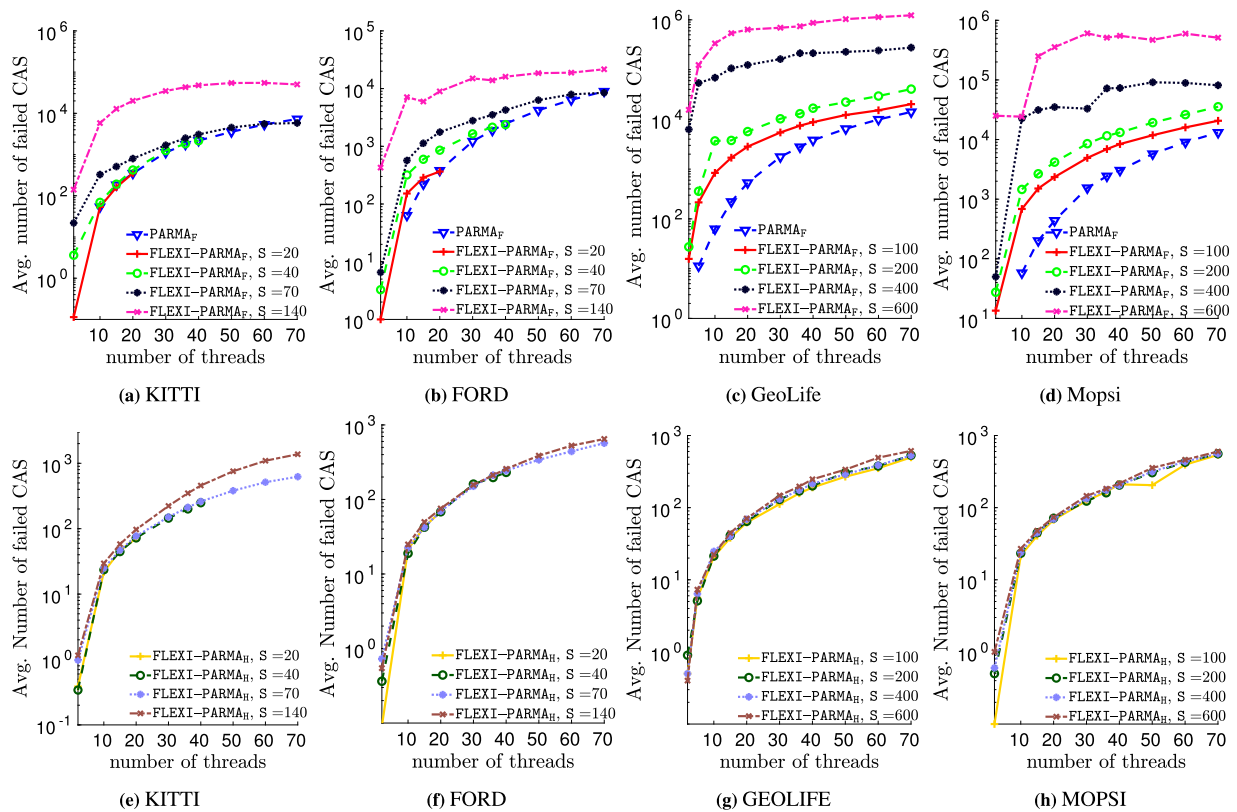 Avg. number of failed CAS
10^6
10^4
10^2
10^0
PARMA_F
FLEXI-PARMA_F, S =20
FLEXI-PARMA_F, S =40
FLEXI-PARMA_F, S =70
FLEXI-PARMA_F, S =140
10 20 30 40 50 60 70
number of threads
(a) KITTI
Avg. number of failed CAS
10^5
10^4
10^3
10^2
10^1
10^0
PARMA_F
FLEXI-PARMA_F, S =20
FLEXI-PARMA_F, S =40
FLEXI-PARMA_F, S =70
FLEXI-PARMA_F, S =140
10 20 30 40 50 60 70
number of threads
(b) FORD
Avg. number of failed CAS
10^6
10^4
10^2
10^0
PARMA_F
FLEXI-PARMA_F, S =100
FLEXI-PARMA_F, S =200
FLEXI-PARMA_F, S =400
FLEXI-PARMA_F, S =600
10 20 30 40 50 60 70
number of threads
(c) GeoLife
Avg. number of failed CAS
10^6
10^5
10^4
10^3
10^2
10^1
PARMA_F
FLEXI-PARMA_F, S =100
FLEXI-PARMA_F, S =200
FLEXI-PARMA_F, S =400
FLEXI-PARMA_F, S =600
10 20 30 40 50 60 70
number of threads
(d) Mopsi
Avg. Number of failed CAS
10^3
10^2
10^1
10^0
10^-1
FLEXI-PARMA_H, S =20
FLEXI-PARMA_H, S =40
FLEXI-PARMA_H, S =70
FLEXI-PARMA_H, S =140
10 20 30 40 50 60 70
number of threads
(e) KITTI
Avg. Number of failed CAS
10^3
10^2
10^1
10^0
FLEXI-PARMA_H, S =20
FLEXI-PARMA_H, S =40
FLEXI-PARMA_H, S =70
FLEXI-PARMA_H, S =140
10 20 30 40 50 60 70
number of threads
(f) FORD
Avg. Number of failed CAS
10^3
10^2
10^1
10^0
FLEXI-PARMA_H, S =100
FLEXI-PARMA_H, S =200
FLEXI-PARMA_H, S =400
FLEXI-PARMA_H, S =600
10 20 30 40 50 60 70
number of threads
(g) GEOLIFE
Avg. Number of failed CAS
10^3
10^2
10^1
10^0
FLEXI-PARMA_H, S =100
FLEXI-PARMA_H, S =200
FLEXI-PARMA_H, S =400
FLEXI-PARMA_H, S =600
10 20 30 40 50 60 70
number of threads
(h) MOPSI